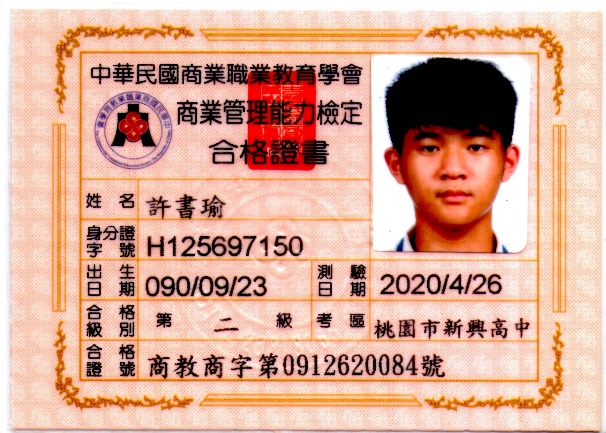 中華民國商業職業教育學會
商業管理能力檢定
合格證書
姓名 許書瑜
身分證字號 H125697150
出生日期 090/09/23 測驗日期 2020/4/26
合格級別 第二級 考區 桃園市新興高中
合格證號 商教商字第0912620084號